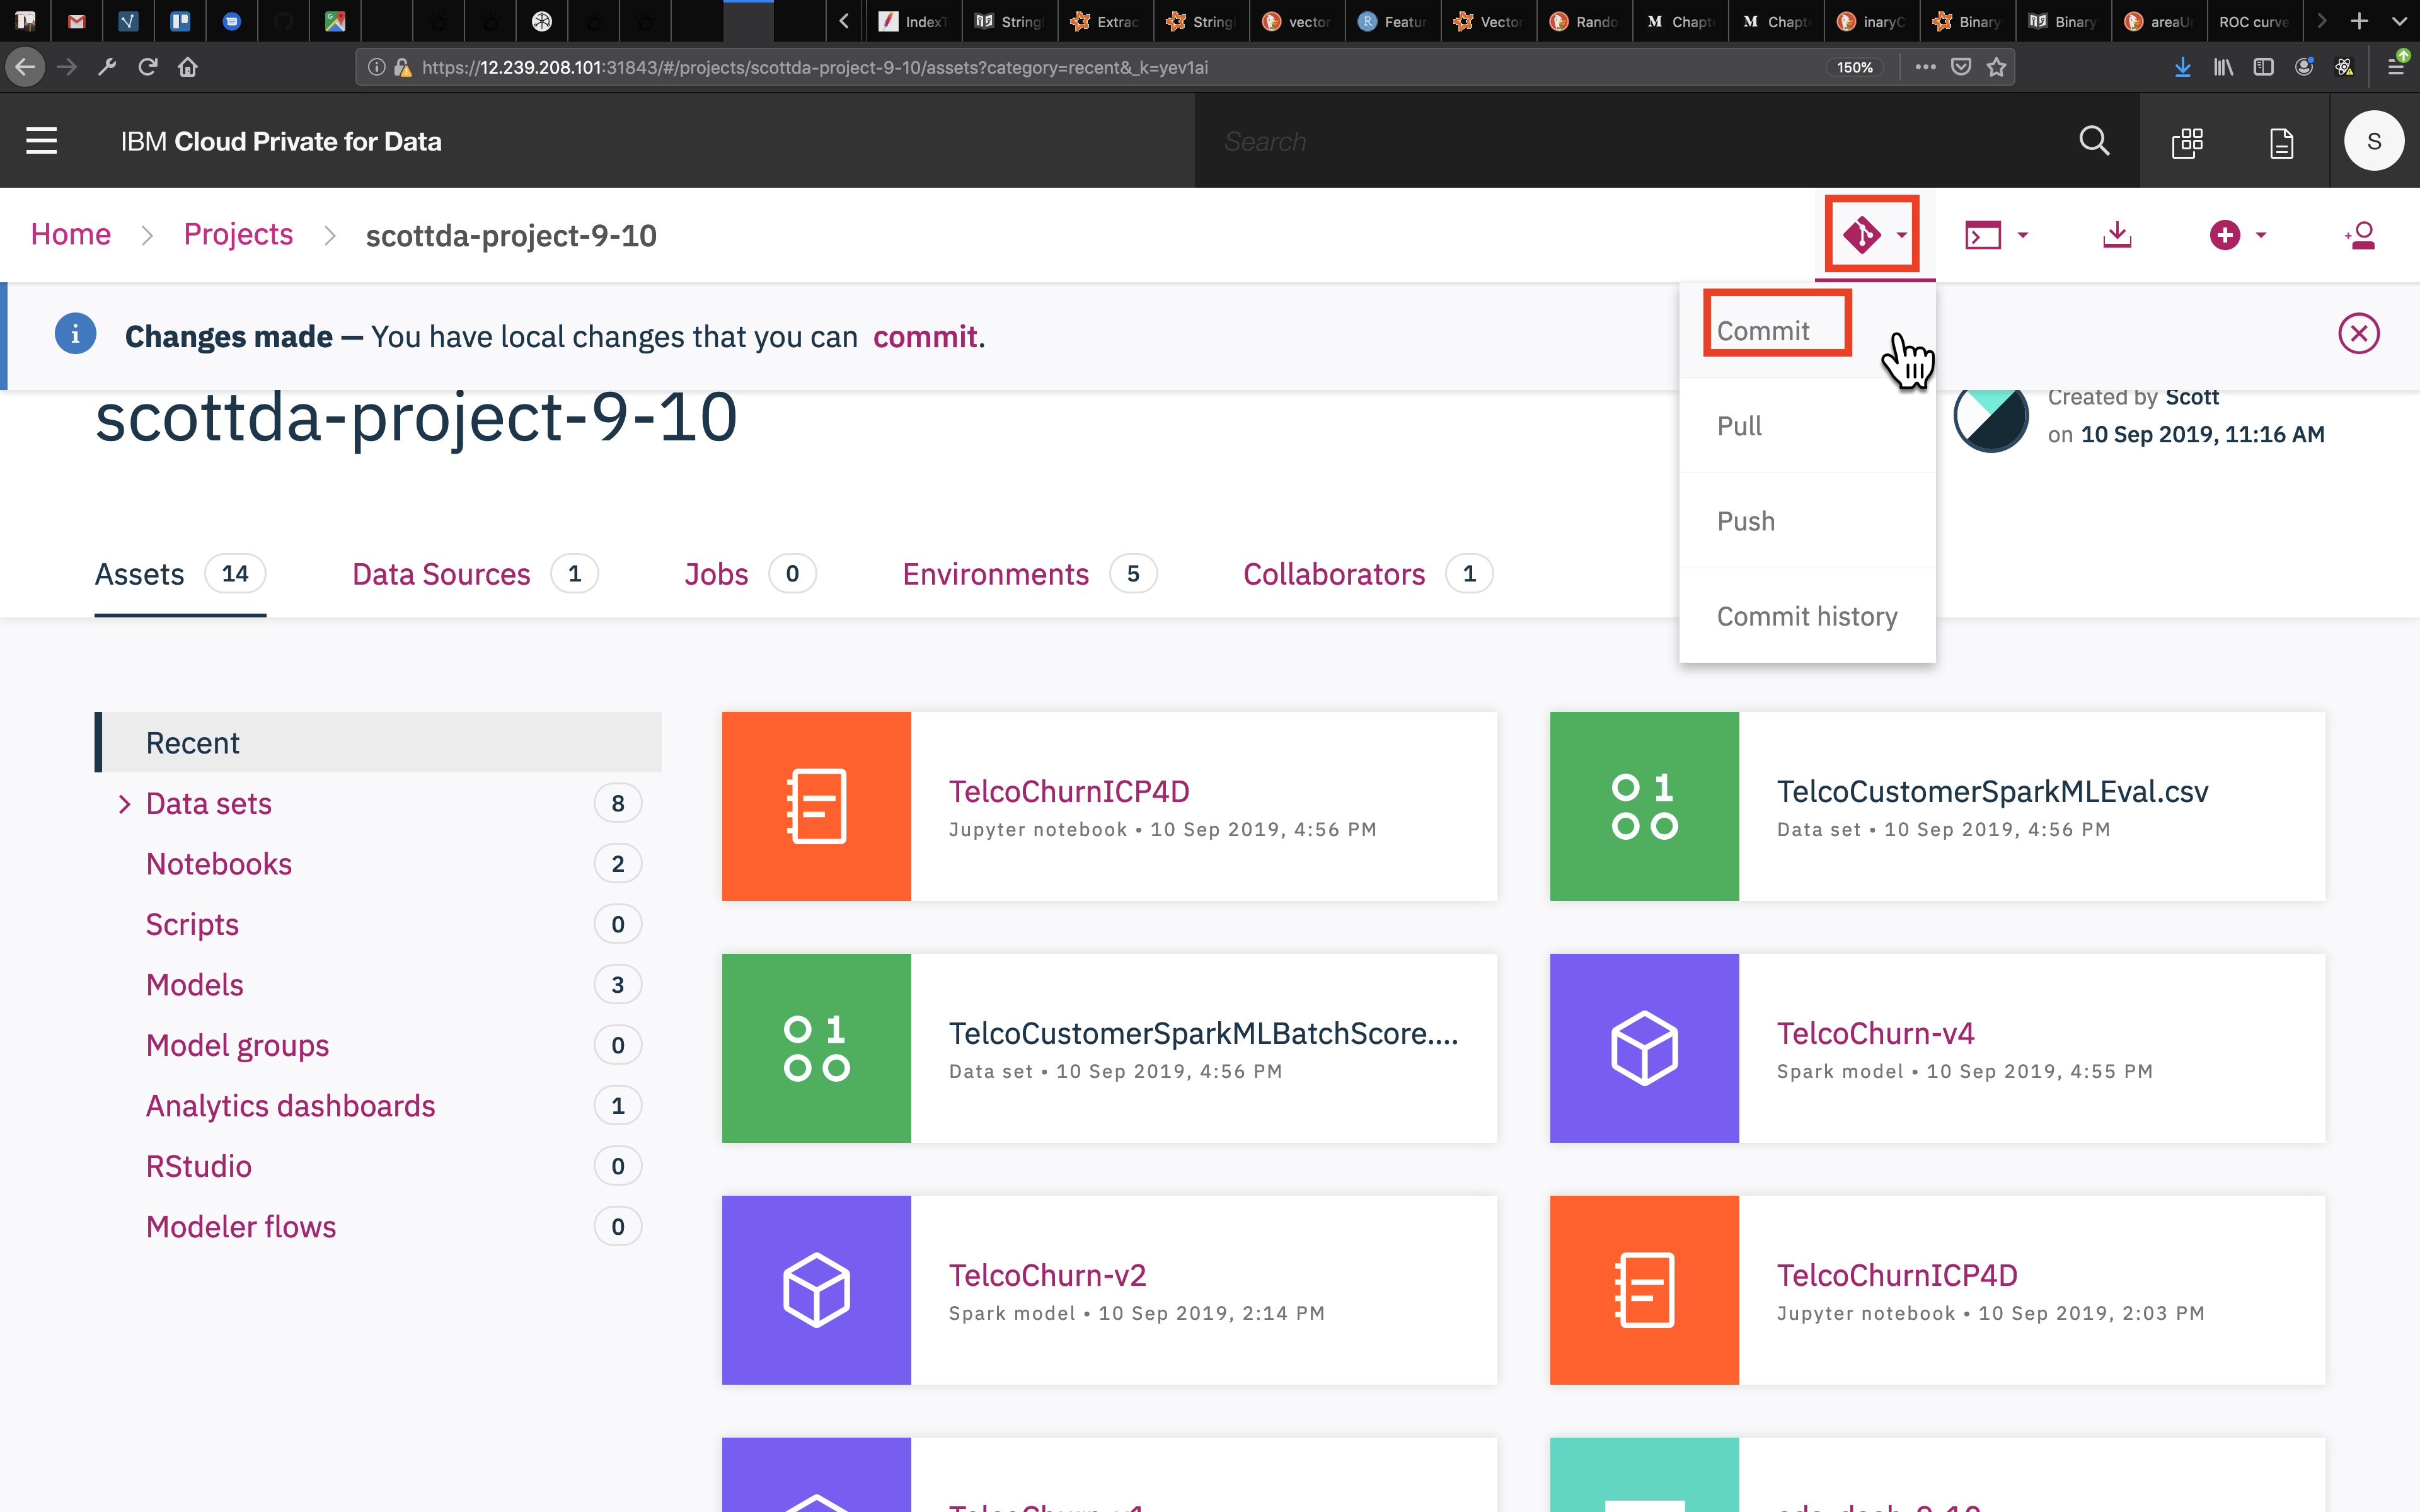 IndexT
String
Extrac
String
vector
Featur
Vector
Rando
M Chapt
M Chapt
inaryC
Binary
Binary
areaUn
ROC curve
https://12.239.208.101:31843/#/projects/scottda-project-9-10/assets?category=recent&_k=yev1ai
150%
IBM Cloud Private for Data
Search
S
Home
Projects
scottda-project-9-10
Changes made — You have local changes that you can commit.
Commit
Pull
Push
Commit history
scottda-project-9-10
Created by Scott
on 10 Sep 2019, 11:16 AM
Assets 14
Data Sources 1
Jobs 0
Environments 5
Collaborators 1
Recent
Data sets 8
Notebooks 2
Scripts 0
Models 3
Model groups 0
Analytics dashboards 1
RStudio 0
Modeler flows 0
TelcoChurnICP4D
Jupyter notebook • 10 Sep 2019, 4:56 PM
TelcoCustomerSparkMLEval.csv
Data set • 10 Sep 2019, 4:56 PM
TelcoCustomerSparkMLBatchScore....
Data set • 10 Sep 2019, 4:56 PM
TelcoChurn-v4
Spark model • 10 Sep 2019, 4:55 PM
TelcoChurn-v2
Spark model • 10 Sep 2019, 2:14 PM
TelcoChurnICP4D
Jupyter notebook • 10 Sep 2019, 2:03 PM